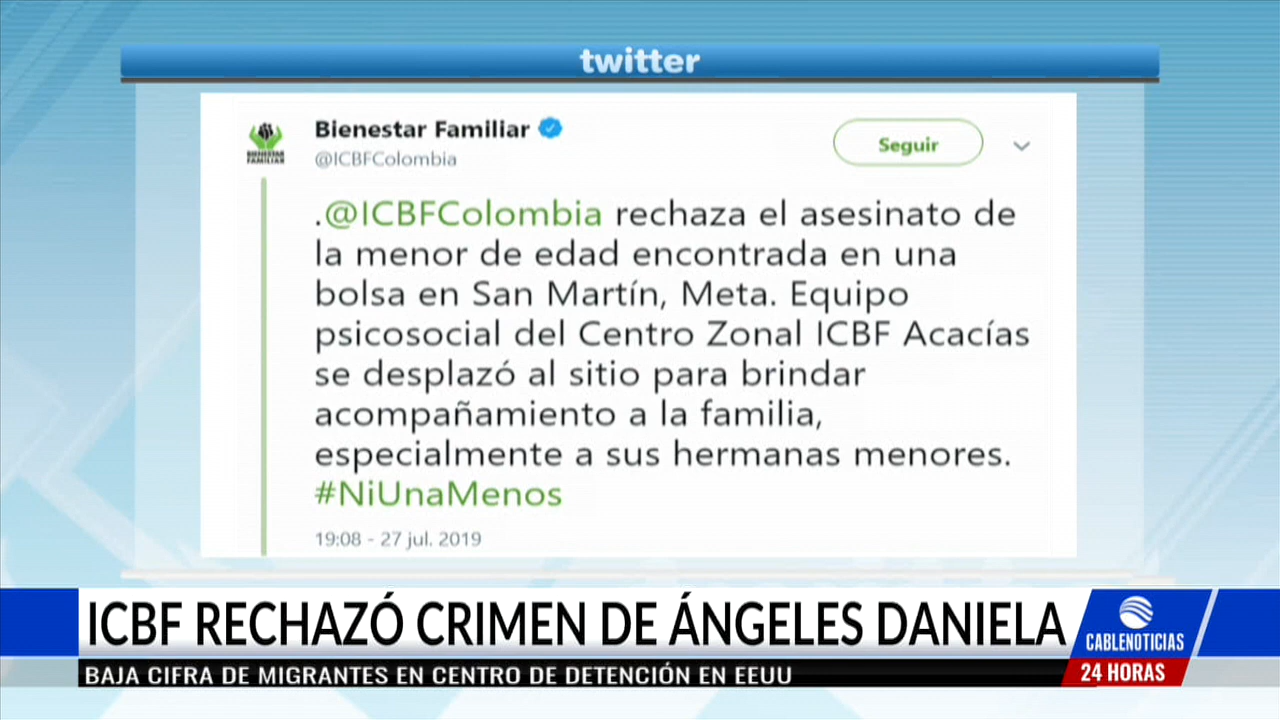 twitter
Bienestar Familiar
@ICBFColombia
Seguir
BIENESTAR
FAMILIAR
.@ICBFColombia rechaza el asesinato de
la menor de edad encontrada en una
bolsa en San Martín, Meta. Equipo
psicosocial del Centro Zonal ICBF Acacías
se desplazó al sitio para brindar
acompañamiento a la familia,
especialmente a sus hermanas menores.
#NiUnaMenos
19:08 - 27 jul. 2019
ICBF RECHAZÓ CRIMEN DE ÁNGELES DANIELA
CABLENOTICIAS
24 HORAS
BAJA CIFRA DE MIGRANTES EN CENTRO DE DETENCIÓN EN EEUU